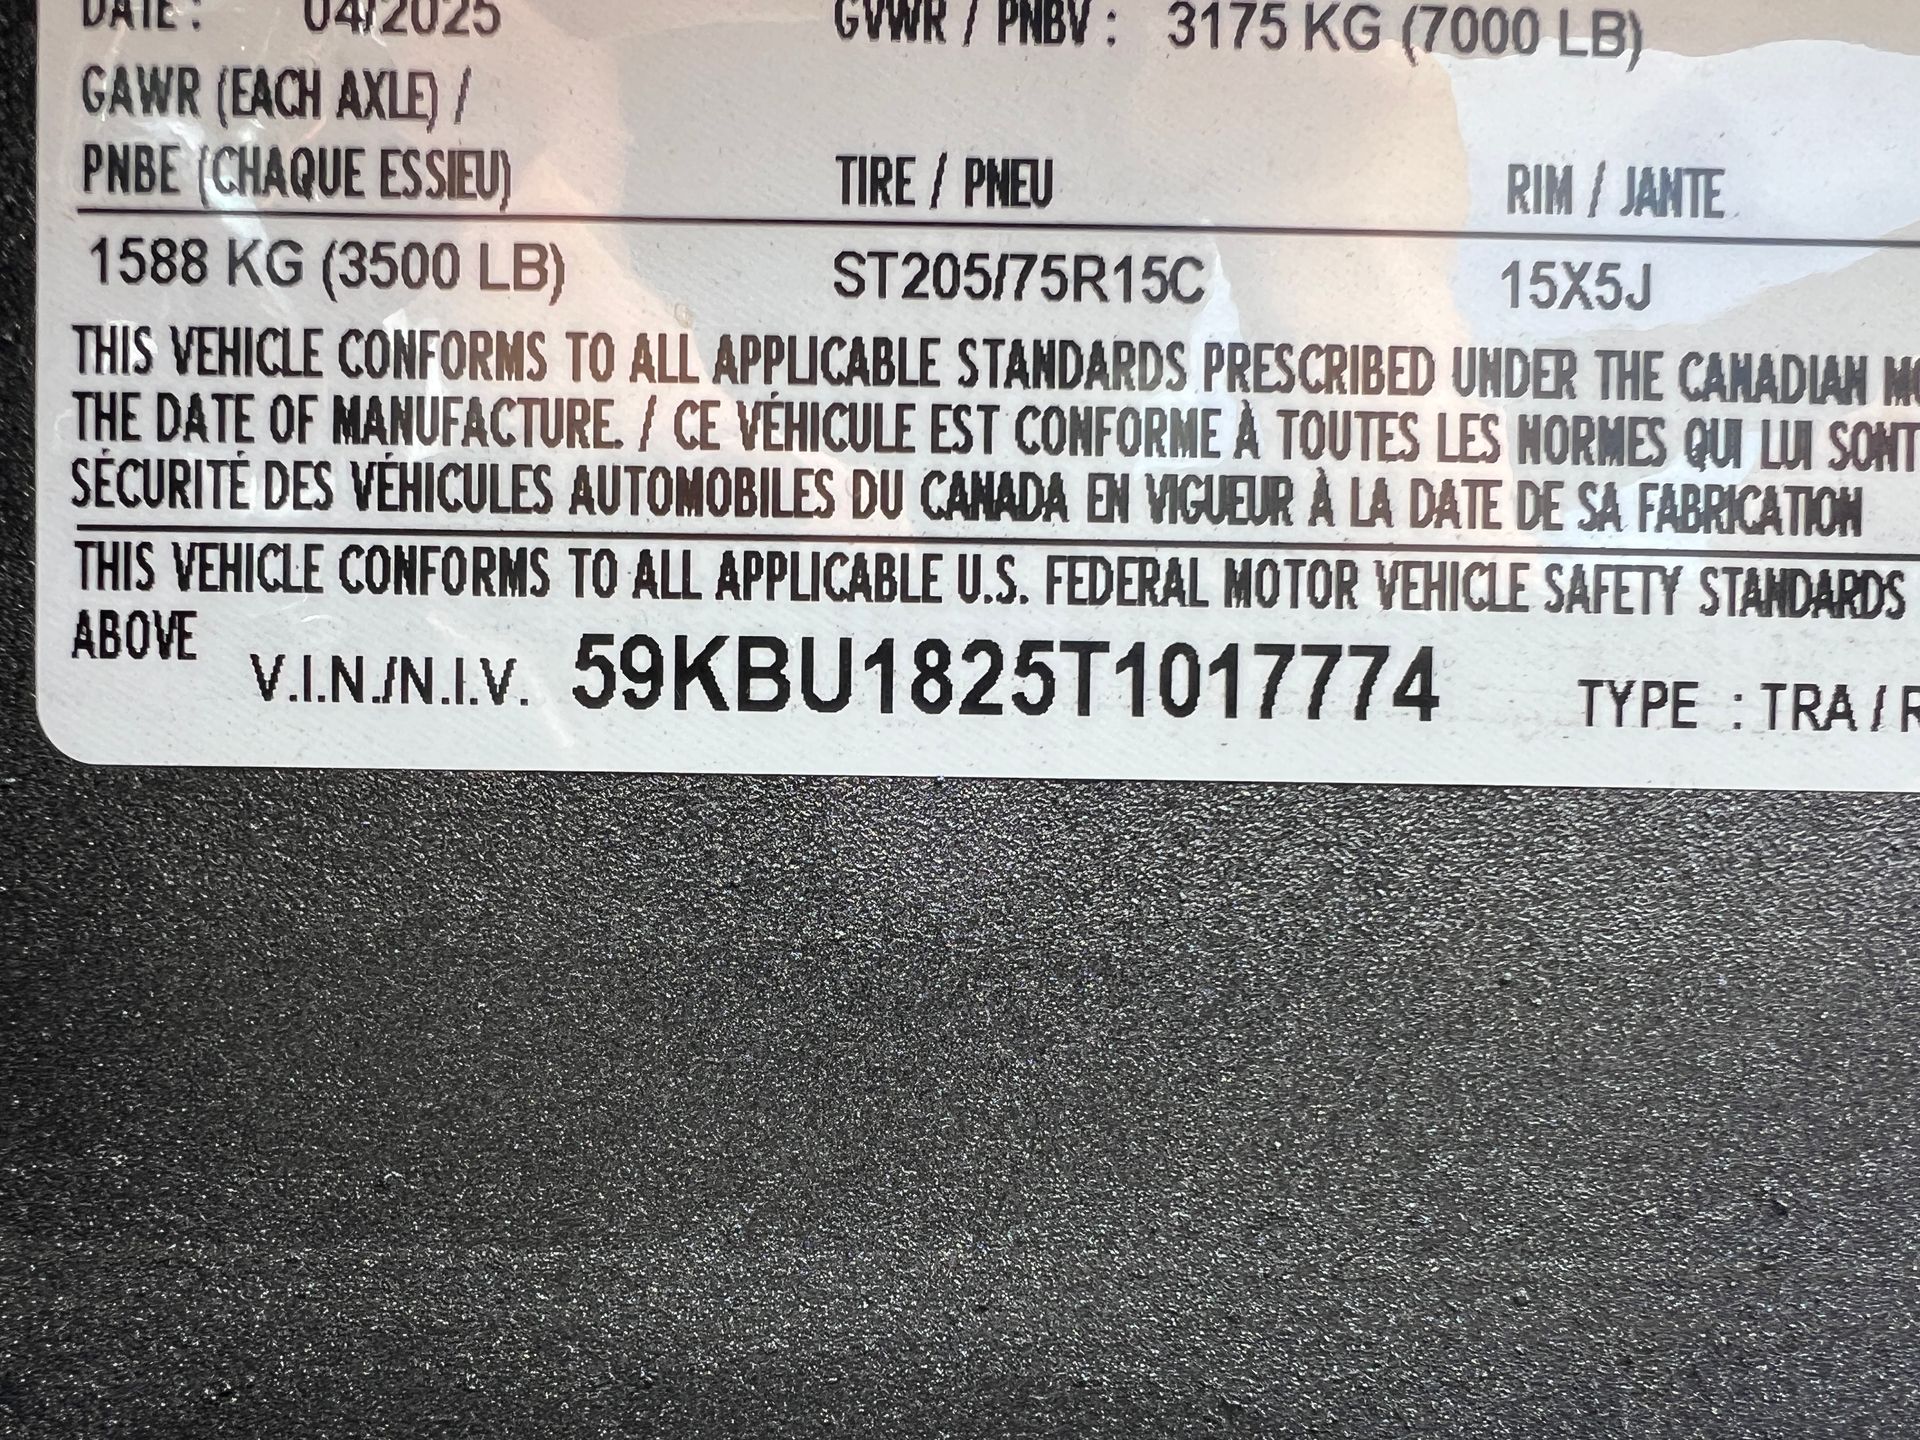 DATE : 04/2025 GVWR / PNBV : 3175 KG (7000 LB)
GAWR (EACH AXLE) /
PNBE (CHAQUE ESSIEU) TIRE / PNEU RIM / JANTE
1588 KG (3500 LB) ST205/75R15C 15X5J
THIS VEHICLE CONFORMS TO ALL APPLICABLE STANDARDS PRESCRIBED UNDER THE CANADIAN
THE DATE OF MANUFACTURE. / CE VÉHICULE EST CONFORME À TOUTES LES NORMES QUI LUI SONT
SÉCURITÉ DES VÉHICULES AUTOMOBILES DU CANADA EN VIGUEUR À LA DATE DE SA FABRICATION
THIS VEHICLE CONFORMS TO ALL APPLICABLE U.S. FEDERAL MOTOR VEHICLE SAFETY STANDARDS
ABOVE
V.I.N./N.I.V. 59KBU1825T1017774 TYPE : TRA /